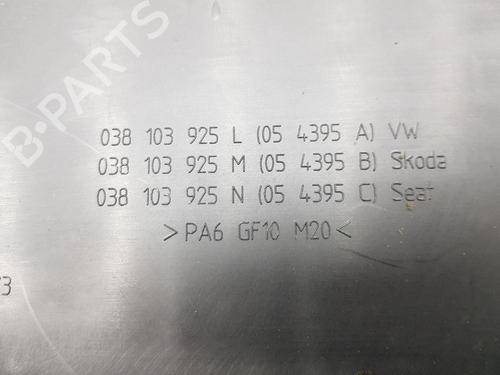 B-PARTS
038 103 925 L (05 4395 A) VW
038 103 925 M (05 4395 B) Skoda
038 103 925 N (05 4395 C) Seat
>PA6 GF10 M20<